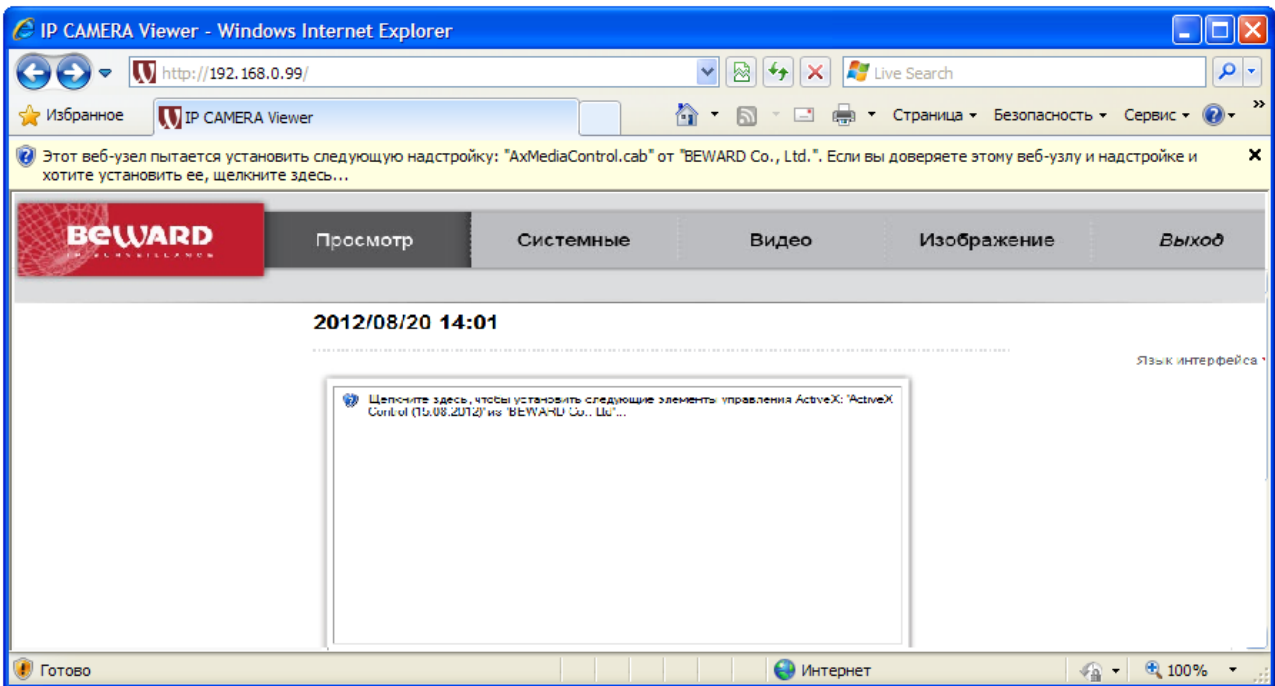 IP CAMERA Viewer - Windows Internet Explorer
http://192.168.0.99/
Live Search
Избранное
IP CAMERA Viewer
Страница
Безопасность
Сервис
Этот веб-узел пытается установить следующую надстройку: "AxMediaControl.cab" от "BEWARD Co., Ltd.". Если вы доверяете этому веб-узлу и надстройке и
хотите установить ее, щелкните здесь...
BEWARD
IP SURVEILLANCE
Просмотр
Системные
Видео
Изображение
Выход
2012/08/20 14:01
Язык интерфейса
Щелкните здесь, чтобы установить следующие элементы управления ActiveX: 'ActiveX
Control (15.08.2012)' из 'BEWARD Co., Ltd'...
Готово
Интернет
100%